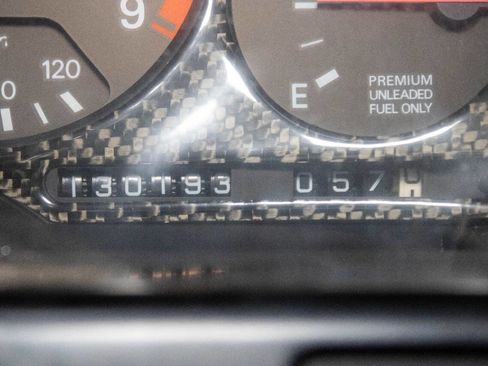 9
120
E
PREMIUM
UNLEADED
FUEL ONLY
130193 057